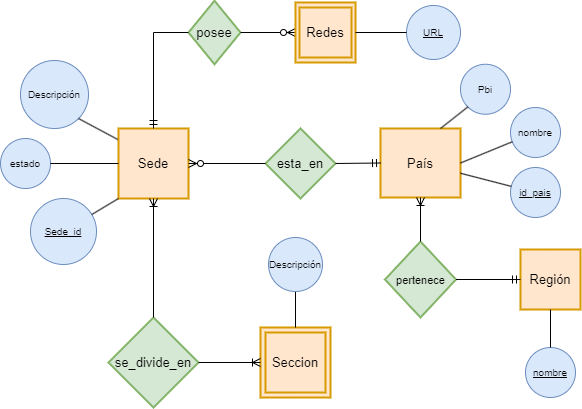 posee
Redes
URL
Descripción
Pbi
nombre
estado
Sede
esta_en
País
id_pais
Sede_id
Descripción
pertenece
Región
se_divide_en
Seccion
nombre